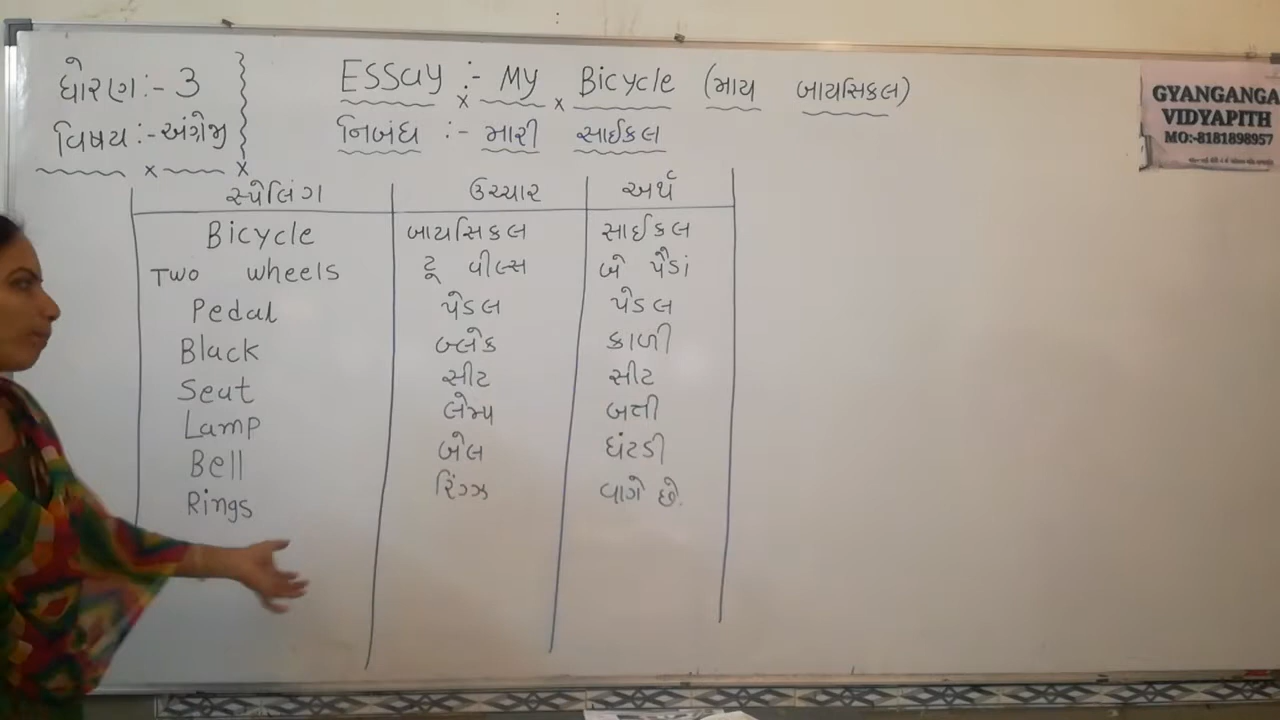 ધોરણ:- 3
વિષય:- અંગ્રેજી
Essay :- My Bicycle (માય બાયસિકલ)
નિબંધ :- મારી સાઈકલ
સ્પેલિંગ ઉચ્ચાર અર્થ
Bicycle બાયસિકલ સાઈકલ
Two wheels ટૂ વીલ્સ બે પૈડાં
Pedal પેડલ પેડલ
Black બ્લેક કાળી
Seat સીટ સીટ
Lamp લેમ્પ બત્તી
Bell બેલ ઘંટડી
Rings રિંગ્ઝ વાગે છે.
GYANGANGA
VIDYAPITH
MO:-8181898957